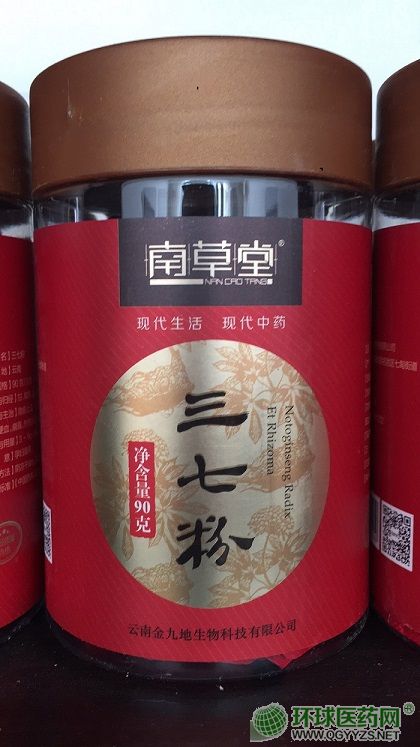 南草堂®
NAN CAO TANG
现代生活 现代中药
三七粉
Notoginseng Radix
Et Rhizoma
净含量90克
云南金九地生物科技有限公司
环球医药网®
WWW.QGYYZS.NET